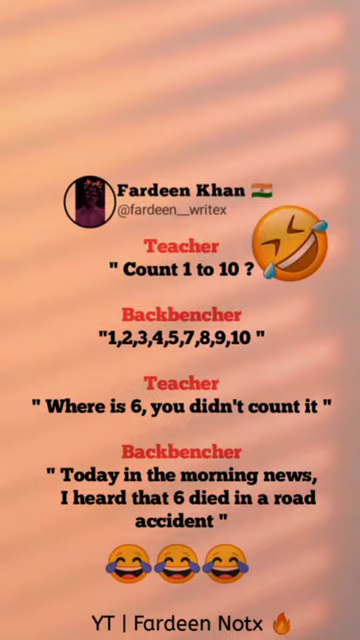 Fardeen Khan 🇮🇳
@fardeen__writex
Teacher
" Count 1 to 10 ?
Backbencher
"1,2,3,4,5,7,8,9,10 "
Teacher
" Where is 6, you didn't count it "
Backbencher
" Today in the morning news,
I heard that 6 died in a road
accident "
😂😂😂
YT | Fardeen Notx 🔥